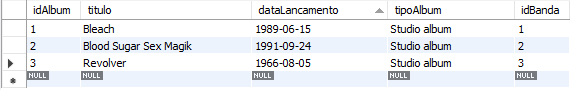 idAlbum titulo dataLancamento tipoAlbum idBanda
1 Bleach 1989-06-15 Studio album 1
2 Blood Sugar Sex Magik 1991-09-24 Studio album 2
3 Revolver 1966-08-05 Studio album 3
NULL NULL NULL NULL NULL